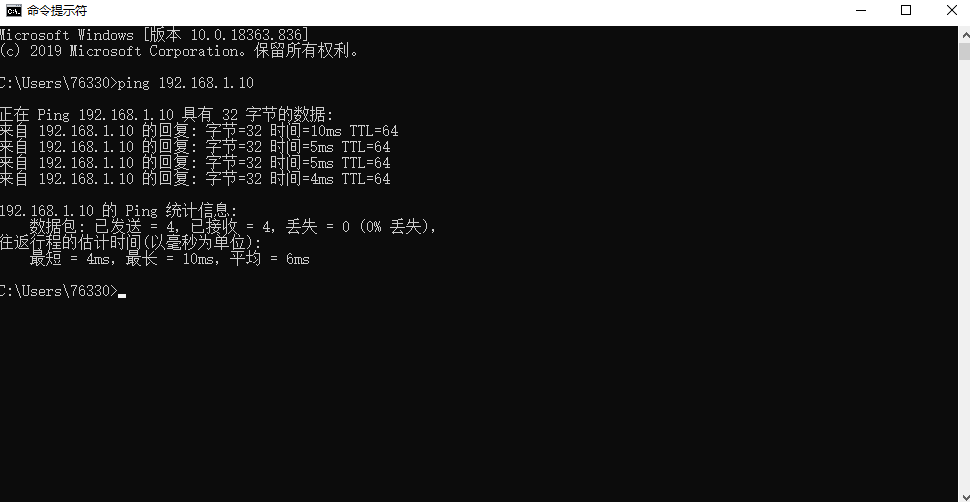 命令提示符
Microsoft Windows [版本 10.0.18363.836]
(c) 2019 Microsoft Corporation。保留所有权利。
C:\Users\76330>ping 192.168.1.10
正在 Ping 192.168.1.10 具有 32 字节的数据:
来自 192.168.1.10 的回复: 字节=32 时间=10ms TTL=64
来自 192.168.1.10 的回复: 字节=32 时间=5ms TTL=64
来自 192.168.1.10 的回复: 字节=32 时间=5ms TTL=64
来自 192.168.1.10 的回复: 字节=32 时间=4ms TTL=64
192.168.1.10 的 Ping 统计信息:
数据包: 已发送 = 4，已接收 = 4，丢失 = 0 (0% 丢失)，
往返行程的估计时间(以毫秒为单位):
最短 = 4ms，最长 = 10ms，平均 = 6ms
C:\Users\76330>